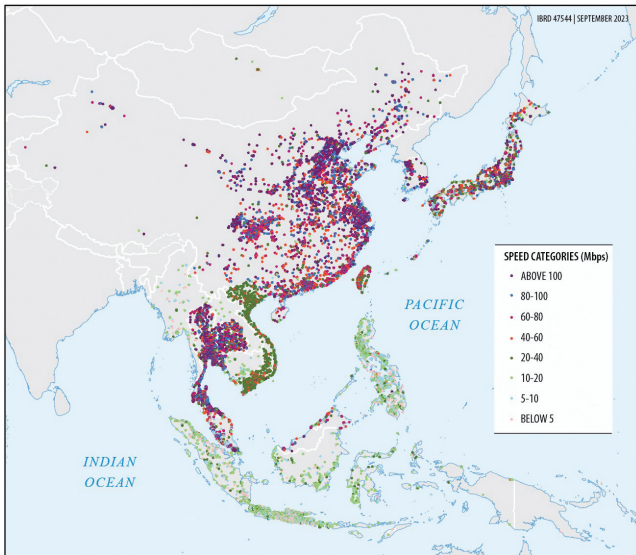 IBRD 47544 | SEPTEMBER 2023
SPEED CATEGORIES (Mbps)
ABOVE 100
80-100
60-80
40-60
20-40
10-20
5-10
BELOW 5
PACIFIC
OCEAN
INDIAN
OCEAN